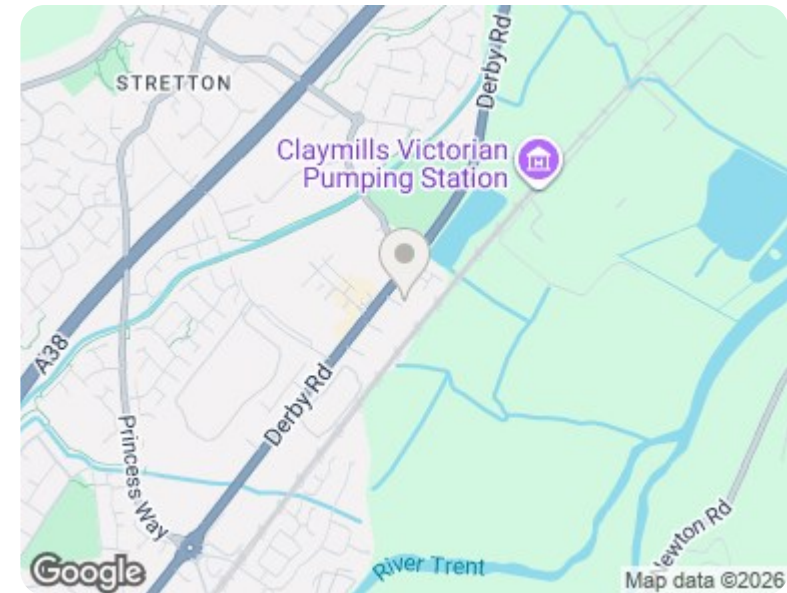 STRETTON
Derby Rd
Claymills Victorian
Pumping Station
A38
Derby Rd
Princess Way
River Trent
Newton Rd
Google
Map data ©2026